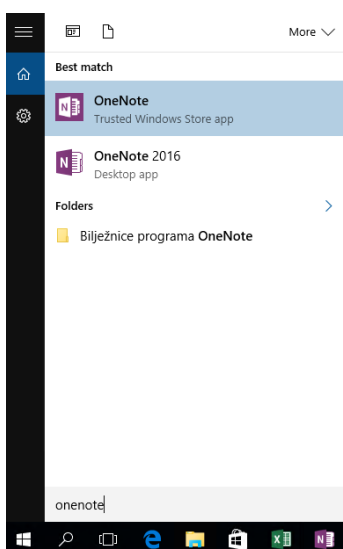 More
Best match
OneNote
Trusted Windows Store app
OneNote 2016
Desktop app
Folders
Bilježnice programa OneNote
onenote